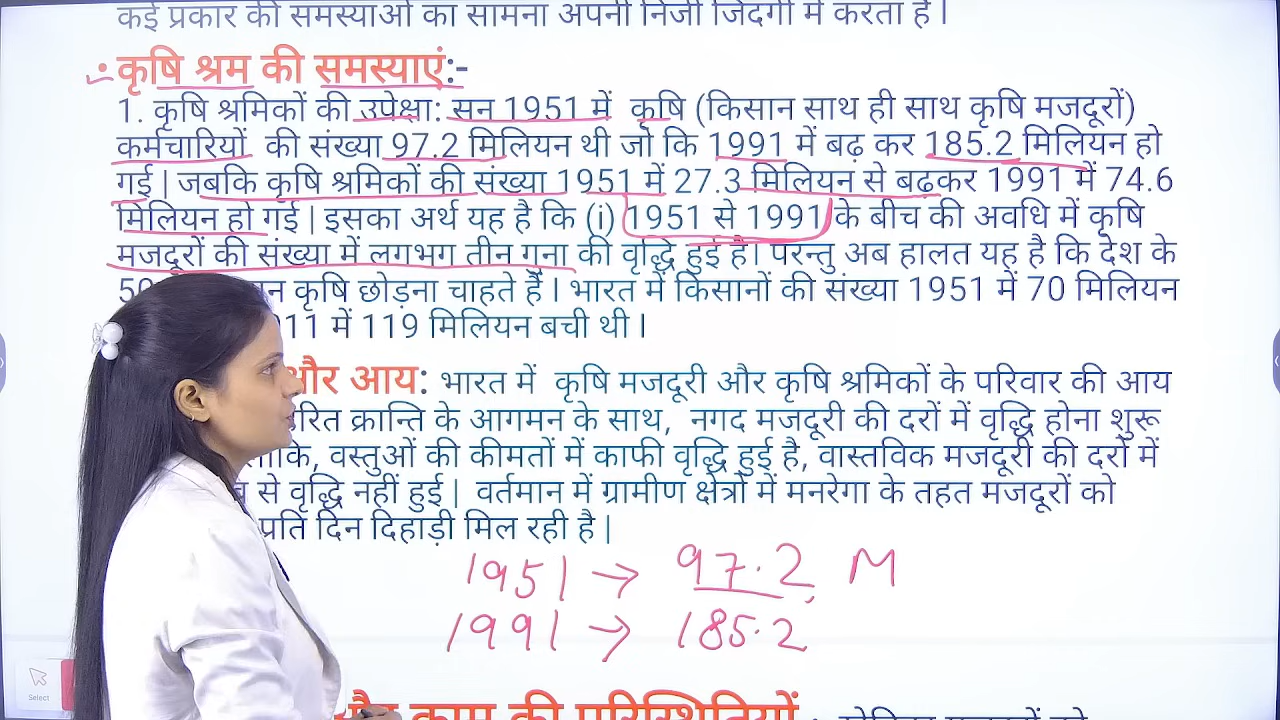 कई प्रकार की समस्याओं का सामना अपनी निजी जिंदगी में करता है ।
• कृषि श्रम की समस्याएं:-
1. कृषि श्रमिकों की उपेक्षा: सन 1951 में कृषि (किसान साथ ही साथ कृषि मजदूरों)
कर्मचारियों की संख्या 97.2 मिलियन थी जो कि 1991 में बढ़ कर 185.2 मिलियन हो
गई | जबकि कृषि श्रमिकों की संख्या 1951 में 27.3 मिलियन से बढ़कर 1991 में 74.6
मिलियन हो गई | इसका अर्थ यह है कि (i) 1951 से 1991 के बीच की अवधि में कृषि
मजदूरों की संख्या में लगभग तीन गुना की वृद्धि हुई है। परन्तु अब हालत यह है कि देश के
50 न कृषि छोड़ना चाहते हैं । भारत में किसानों की संख्या 1951 में 70 मिलियन
11 में 119 मिलियन बची थी ।
और आय: भारत में कृषि मजदूरी और कृषि श्रमिकों के परिवार की आय
रित क्रान्ति के आगमन के साथ, नगद मजदूरी की दरों में वृद्धि होना शुरू
कि, वस्तुओं की कीमतों में काफी वृद्धि हुई है, वास्तविक मजदूरी की दरों में
से वृद्धि नहीं हुई | वर्तमान में ग्रामीण क्षेत्रों में मनरेगा के तहत मजदूरों को
प्रति दिन दिहाड़ी मिल रही है |
1951 → 97.2 M
1991 → 185.2
Select
और काम की परिस्थितियों :